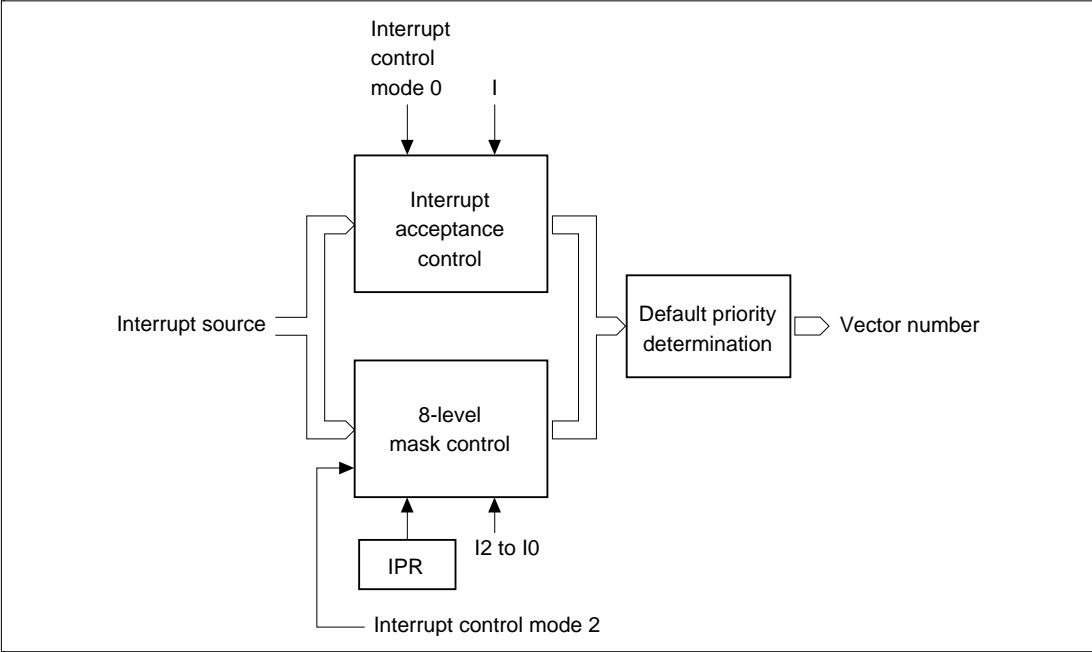 Interrupt
control
mode 0
I
Interrupt
acceptance
control
Interrupt source
Default priority
determination
Vector number
8-level
mask control
I2 to I0
IPR
Interrupt control mode 2